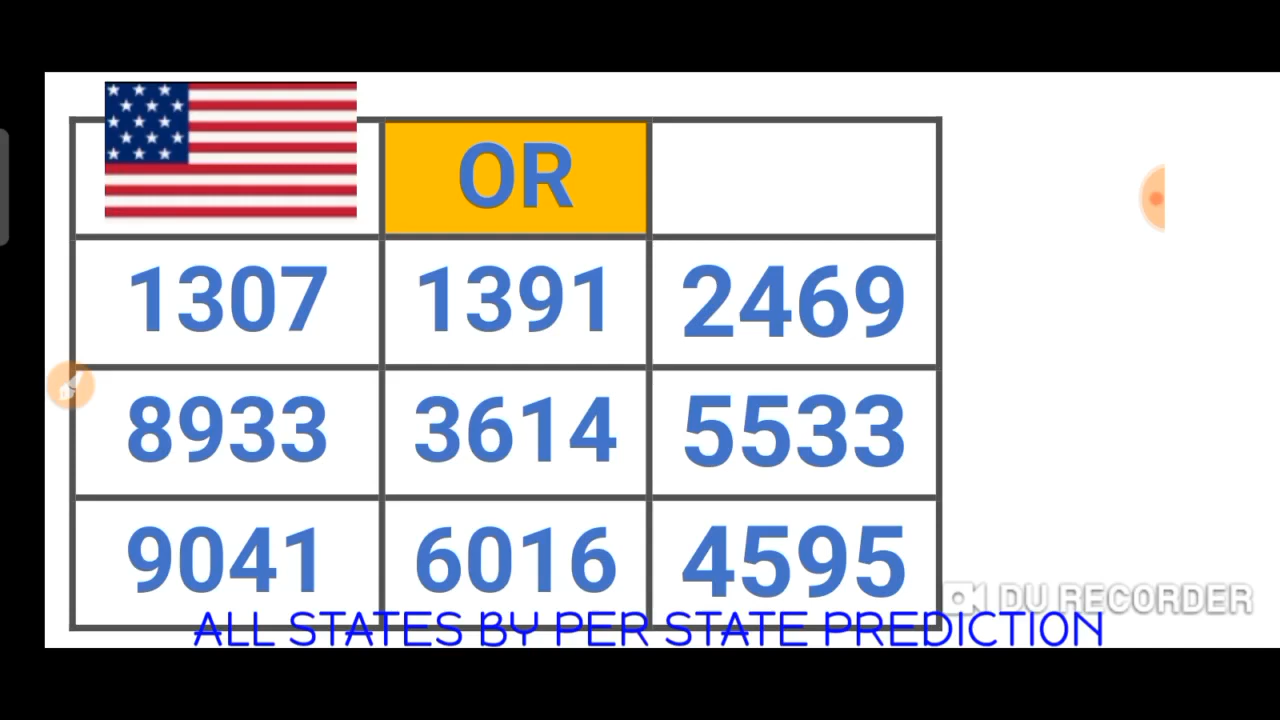 OR
1307 1391 2469
8933 3614 5533
9041 6016 4595
DU RECORDER
ALL STATES BY PER STATE PREDICTION